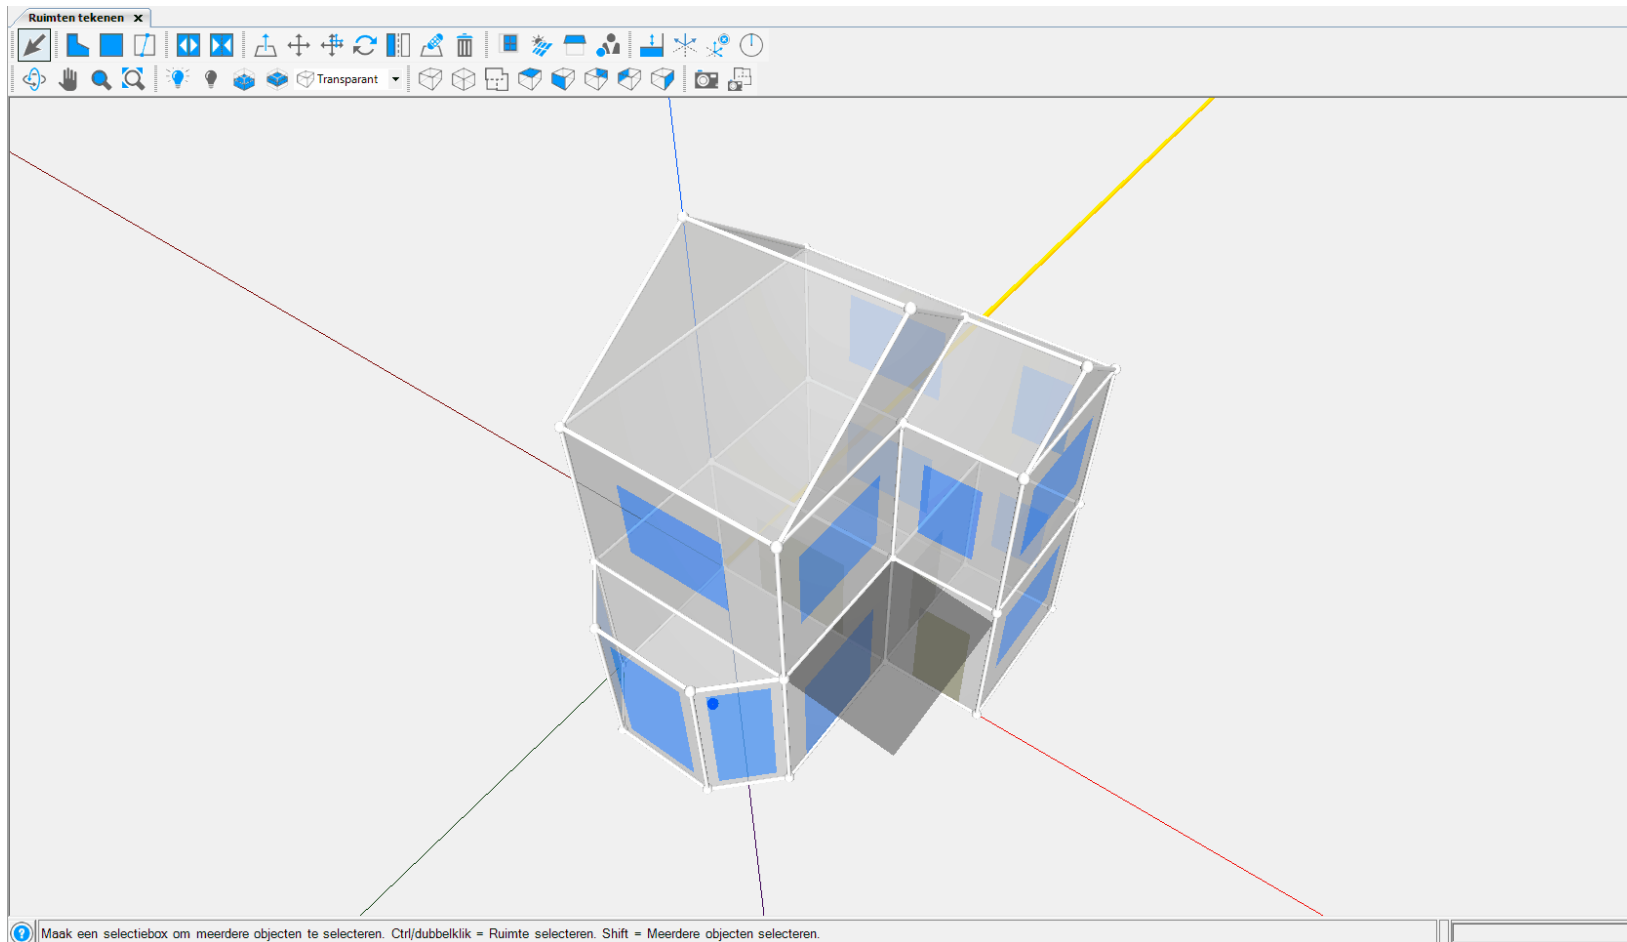 Ruimten tekenen x
Transparant
Maak een selectiebox om meerdere objecten te selecteren. Ctrl/dubbelklik = Ruimte selecteren. Shift = Meerdere objecten selecteren.